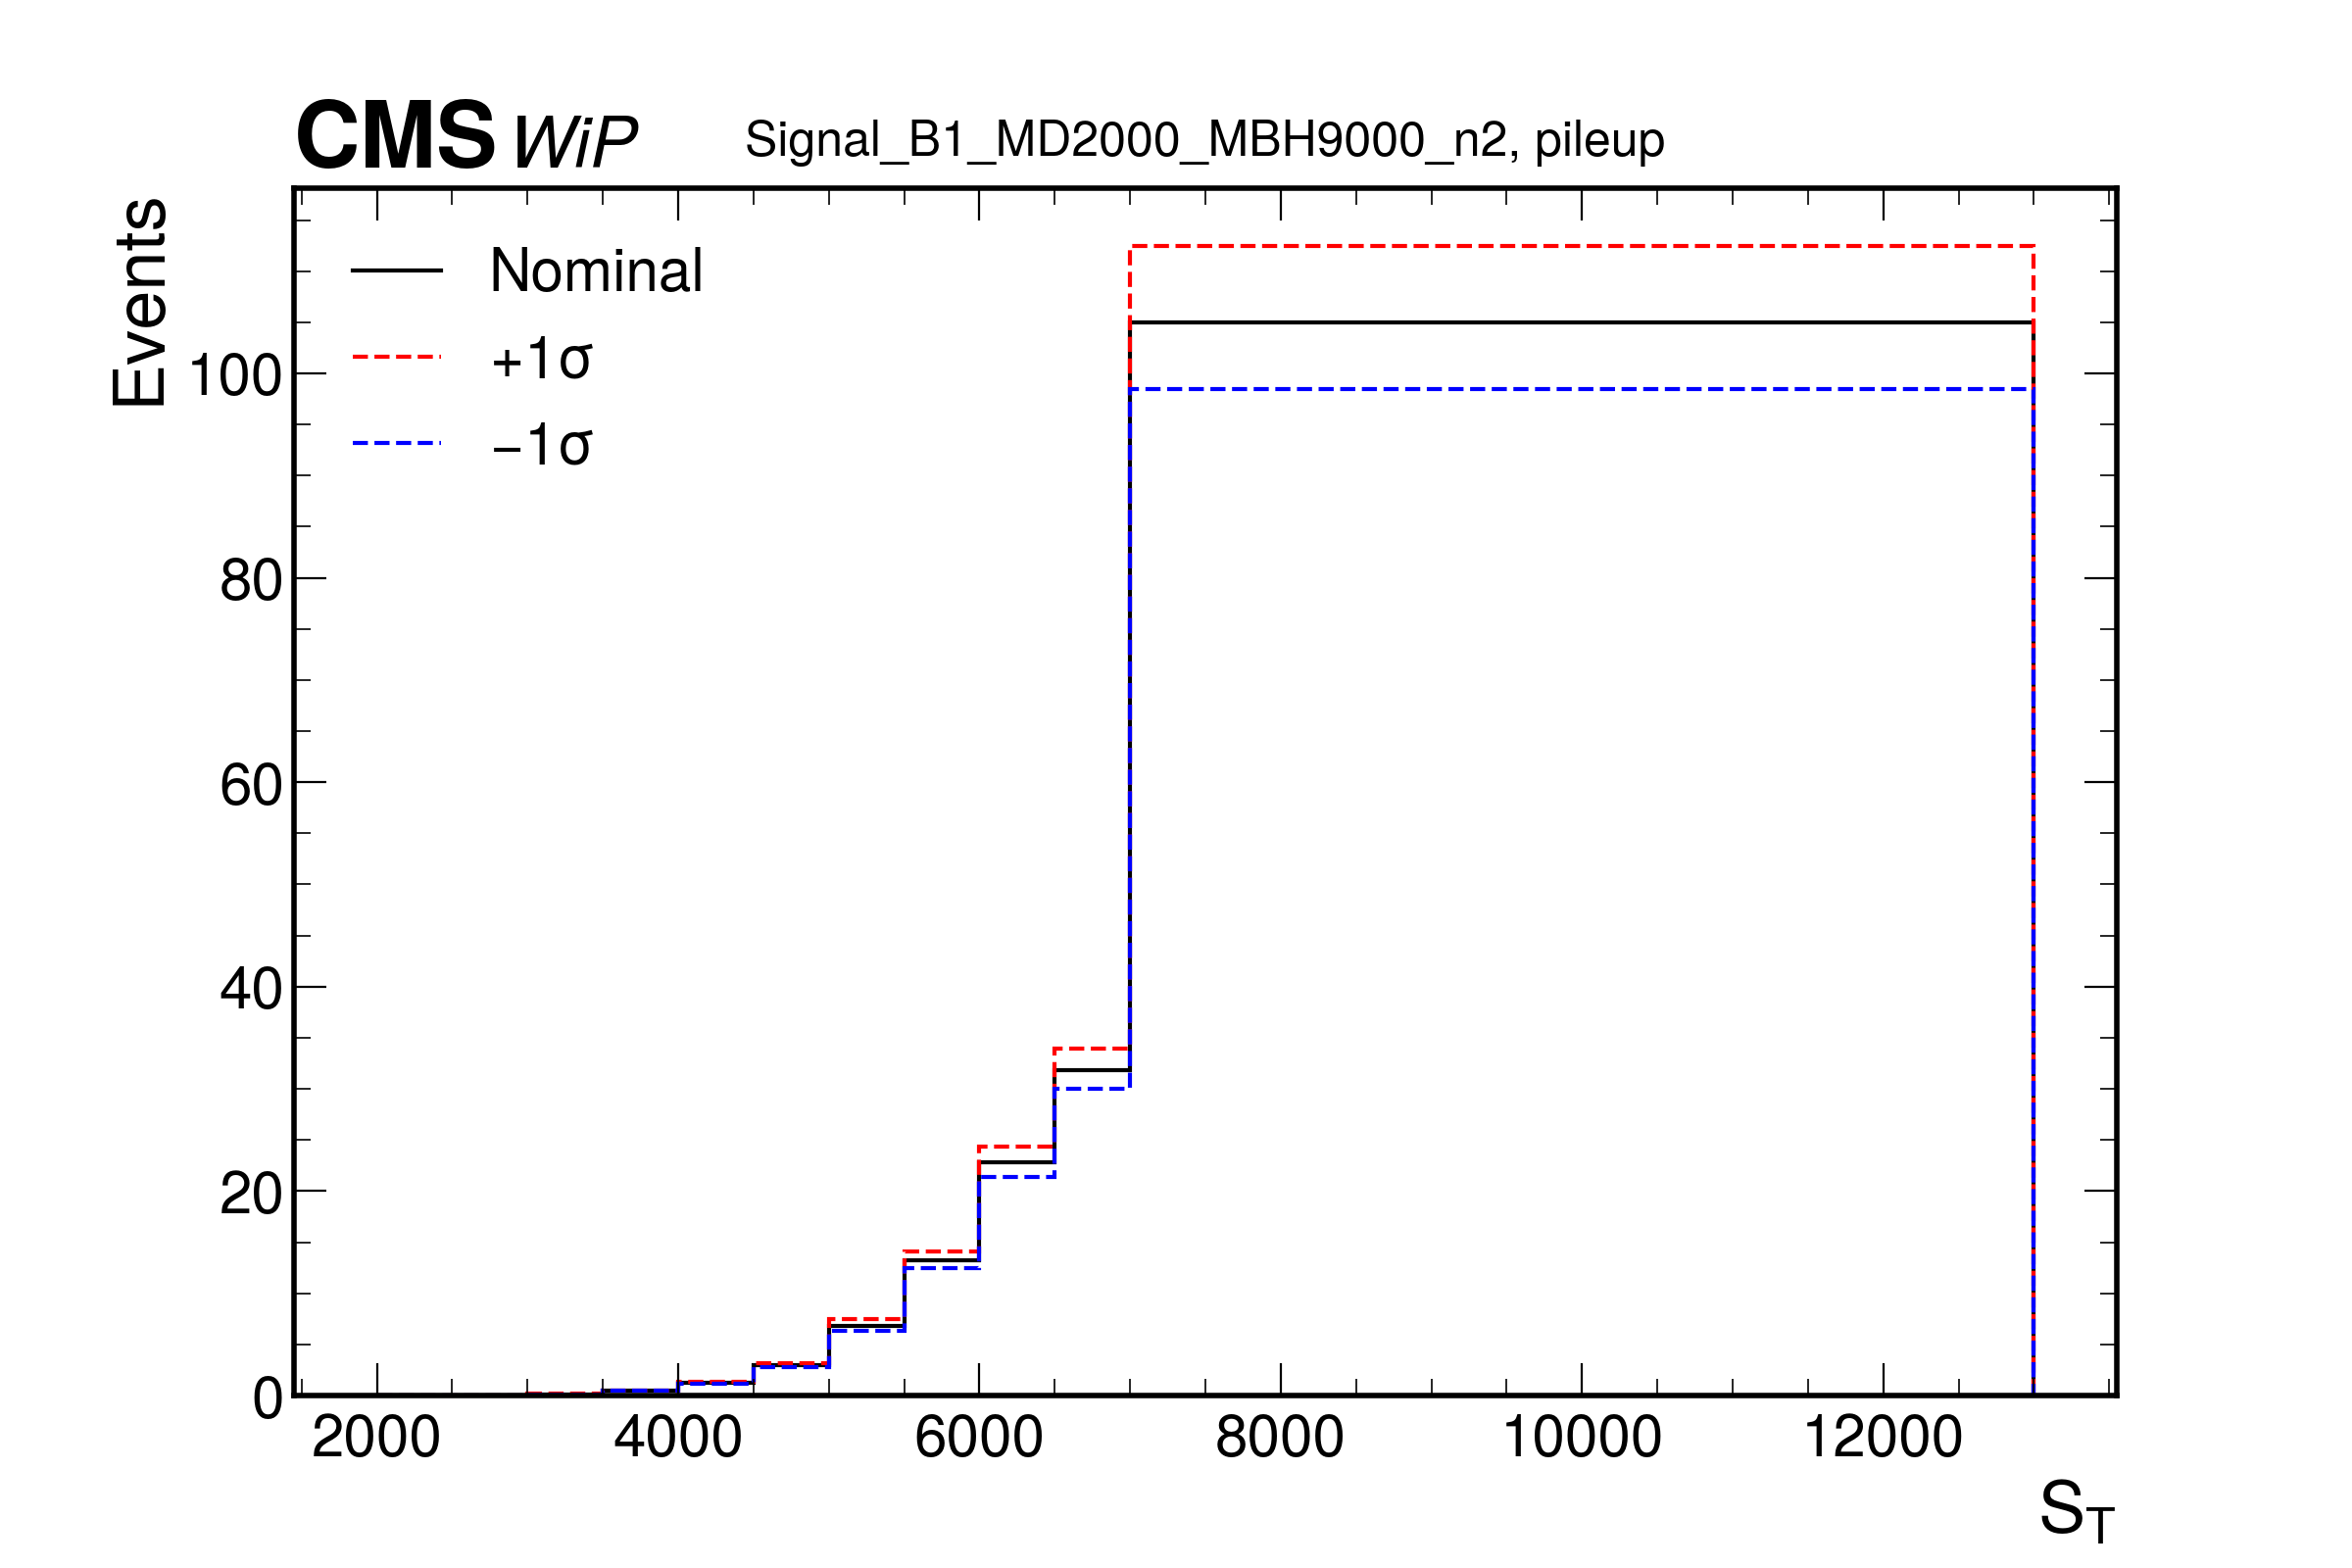 CMS WiP Signal_B1_MD2000_MBH9000_n2, pileup
Events
Nominal
+1σ
−1σ
100
80
60
40
20
0
2000 4000 6000 8000 10000 12000
S_T